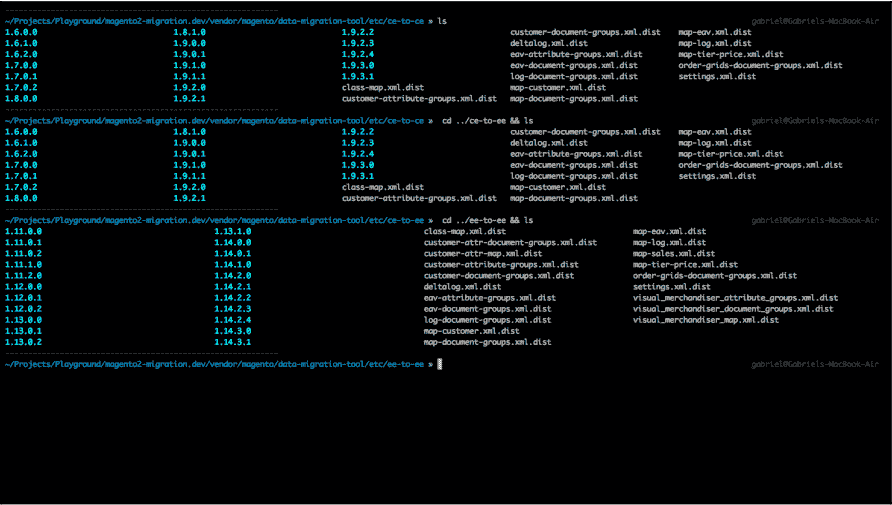 ~/Projects/Playground/magento2-migration.dev/vendor/magento/data-migration-tool/etc/ce-to-ce » ls gabriel@Gabriels-MacBook-Air
1.6.0.0 1.8.1.0 1.9.2.2 customer-document-groups.xml.dist map-eav.xml.dist
1.6.1.0 1.9.0.0 1.9.2.3 deltalog.xml.dist map-log.xml.dist
1.6.2.0 1.9.0.1 1.9.2.4 eav-attribute-groups.xml.dist map-tier-price.xml.dist
1.7.0.0 1.9.1.0 1.9.3.0 eav-document-groups.xml.dist order-grids-document-groups.xml.dist
1.7.0.1 1.9.1.1 1.9.3.1 log-document-groups.xml.dist settings.xml.dist
1.7.0.2 1.9.2.0 class-map.xml.dist map-customer.xml.dist
1.8.0.0 1.9.2.1 customer-attribute-groups.xml.dist map-document-groups.xml.dist
~/Projects/Playground/magento2-migration.dev/vendor/magento/data-migration-tool/etc/ce-to-ce » cd ../ce-to-ee && ls gabriel@Gabriels-MacBook-Air
1.6.0.0 1.8.1.0 1.9.2.2 customer-document-groups.xml.dist map-eav.xml.dist
1.6.1.0 1.9.0.0 1.9.2.3 deltalog.xml.dist map-log.xml.dist
1.6.2.0 1.9.0.1 1.9.2.4 eav-attribute-groups.xml.dist map-tier-price.xml.dist
1.7.0.0 1.9.1.0 1.9.3.0 eav-document-groups.xml.dist order-grids-document-groups.xml.dist
1.7.0.1 1.9.1.1 1.9.3.1 log-document-groups.xml.dist settings.xml.dist
1.7.0.2 1.9.2.0 class-map.xml.dist map-customer.xml.dist
1.8.0.0 1.9.2.1 customer-attribute-groups.xml.dist map-document-groups.xml.dist
~/Projects/Playground/magento2-migration.dev/vendor/magento/data-migration-tool/etc/ce-to-ee » cd ../ee-to-ee && ls gabriel@Gabriels-MacBook-Air
1.11.0.0 1.13.1.0 class-map.xml.dist map-eav.xml.dist
1.11.0.1 1.14.0.0 customer-attr-document-groups.xml.dist map-log.xml.dist
1.11.0.2 1.14.0.1 customer-attr-map.xml.dist map-sales.xml.dist
1.11.1.0 1.14.1.0 customer-attribute-groups.xml.dist map-tier-price.xml.dist
1.11.2.0 1.14.2.0 customer-document-groups.xml.dist order-grids-document-groups.xml.dist
1.12.0.0 1.14.2.1 deltalog.xml.dist settings.xml.dist
1.12.0.1 1.14.2.2 eav-attribute-groups.xml.dist visual_merchandiser_attribute_groups.xml.dist
1.12.0.2 1.14.2.3 eav-document-groups.xml.dist visual_merchandiser_document_groups.xml.dist
1.13.0.0 1.14.2.4 log-document-groups.xml.dist visual_merchandiser_map.xml.dist
1.13.0.1 1.14.3.0 map-customer.xml.dist
1.13.0.2 1.14.3.1 map-document-groups.xml.dist
~/Projects/Playground/magento2-migration.dev/vendor/magento/data-migration-tool/etc/ee-to-ee » gabriel@Gabriels-MacBook-Air